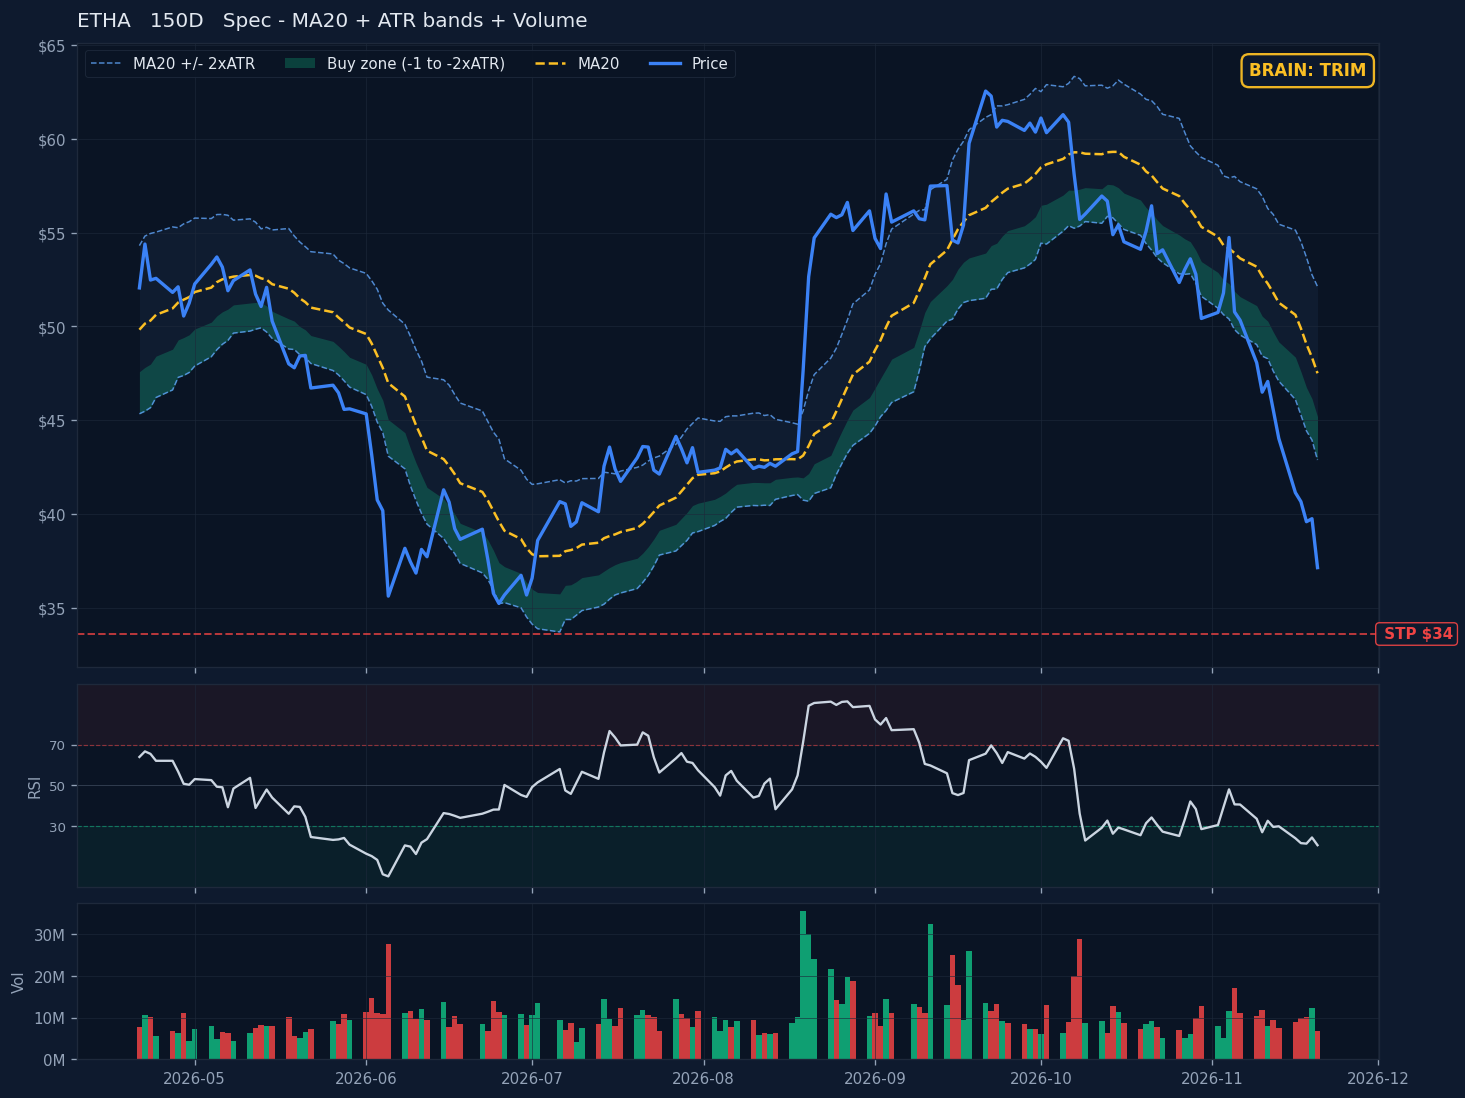 ETHA   150D   Spec - MA20 + ATR bands + Volume
MA20 +/- 2xATR
Buy zone (-1 to -2xATR)
MA20
Price
BRAIN: TRIM
$65
$60
$55
$50
$45
$40
$35
STP $34
RSI
70
50
30
Vol
30M
20M
10M
0M
2026-05
2026-06
2026-07
2026-08
2026-09
2026-10
2026-11
2026-12